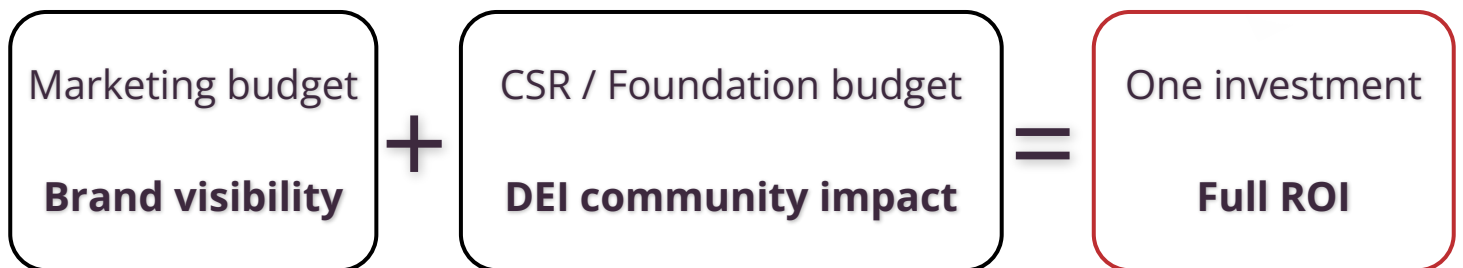 Marketing budget
Brand visibility
+
CSR / Foundation budget
DEI community impact
=
One investment
Full ROI